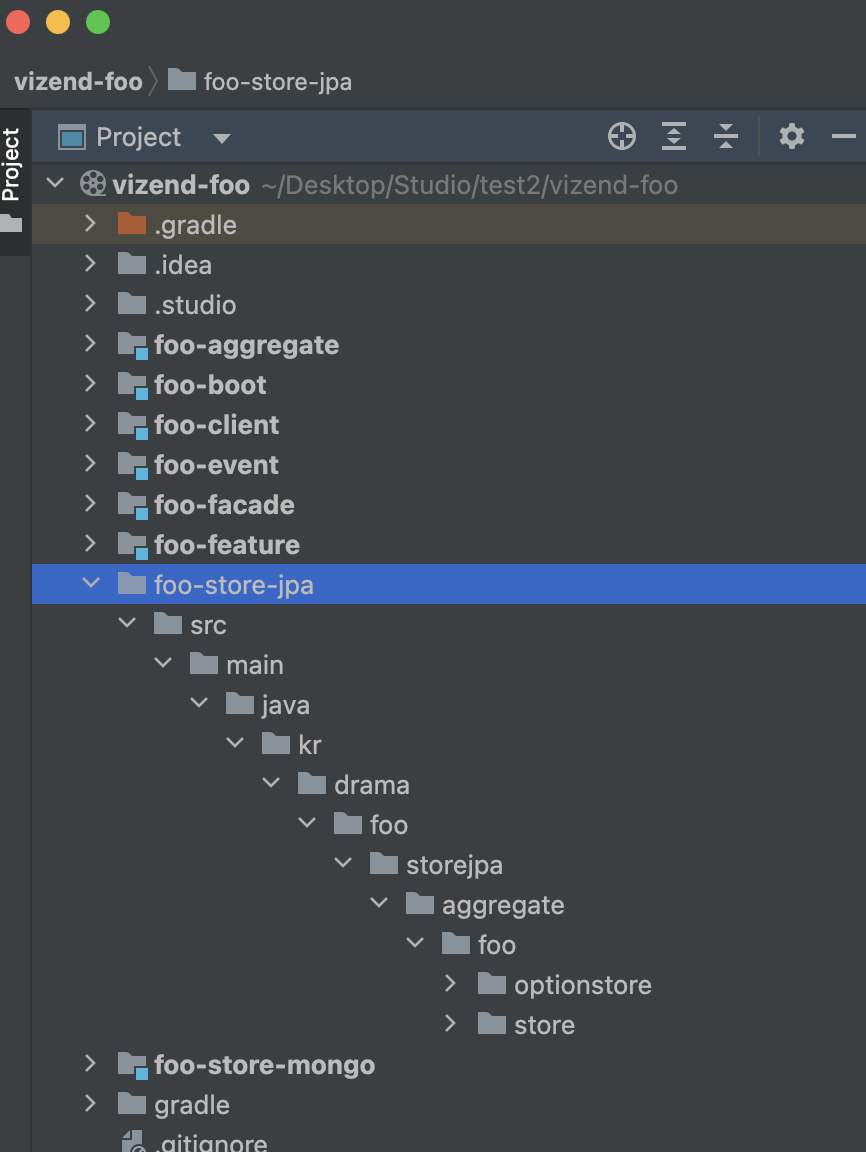 vizend-foo foo-store-jpa
Project
Project
vizend-foo ~/Desktop/Studio/test2/vizend-foo
.gradle
.idea
.studio
foo-aggregate
foo-boot
foo-client
foo-event
foo-facade
foo-feature
foo-store-jpa
src
main
java
kr
drama
foo
storejpa
aggregate
foo
optionstore
store
foo-store-mongo
gradle
.gitignore